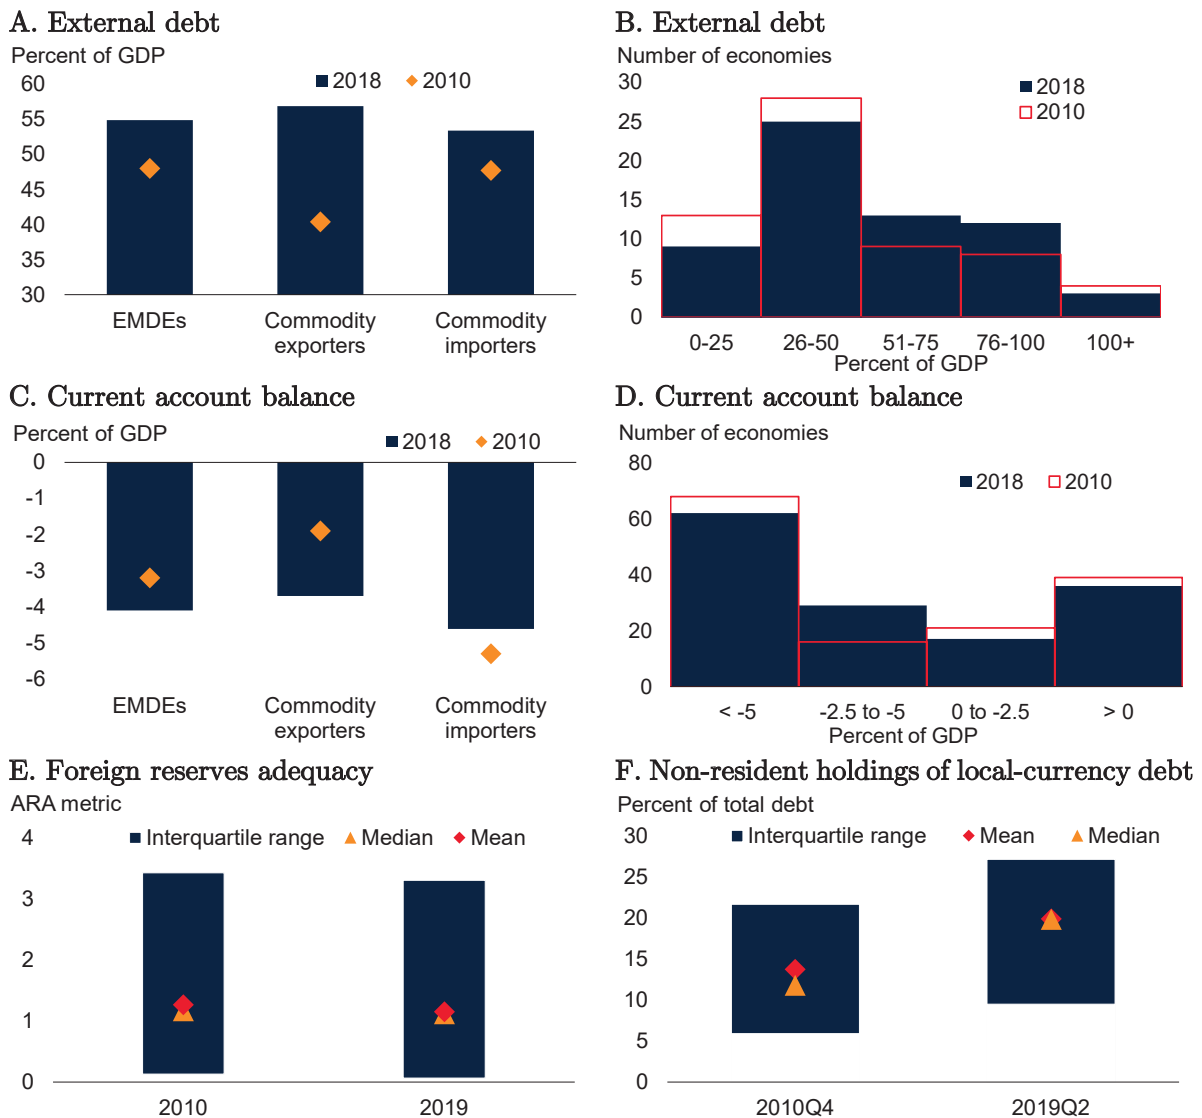 A. External debt
Percent of GDP
2018 2010
60
55
50
45
40
35
30
EMDEs
Commodity exporters
Commodity importers
B. External debt
Number of economies
2018
2010
30
25
20
15
10
5
0
0-25 26-50 51-75 76-100 100+
Percent of GDP
C. Current account balance
Percent of GDP
2018 2010
0
-1
-2
-3
-4
-5
-6
EMDEs
Commodity exporters
Commodity importers
D. Current account balance
Number of economies
2018 2010
80
60
40
20
0
< -5 -2.5 to -5 0 to -2.5 > 0
Percent of GDP
E. Foreign reserves adequacy
ARA metric
Interquartile range Median Mean
4
3
2
1
0
2010 2019
F. Non-resident holdings of local-currency debt
Percent of total debt
Interquartile range Mean Median
30
25
20
15
10
5
0
2010Q4 2019Q2